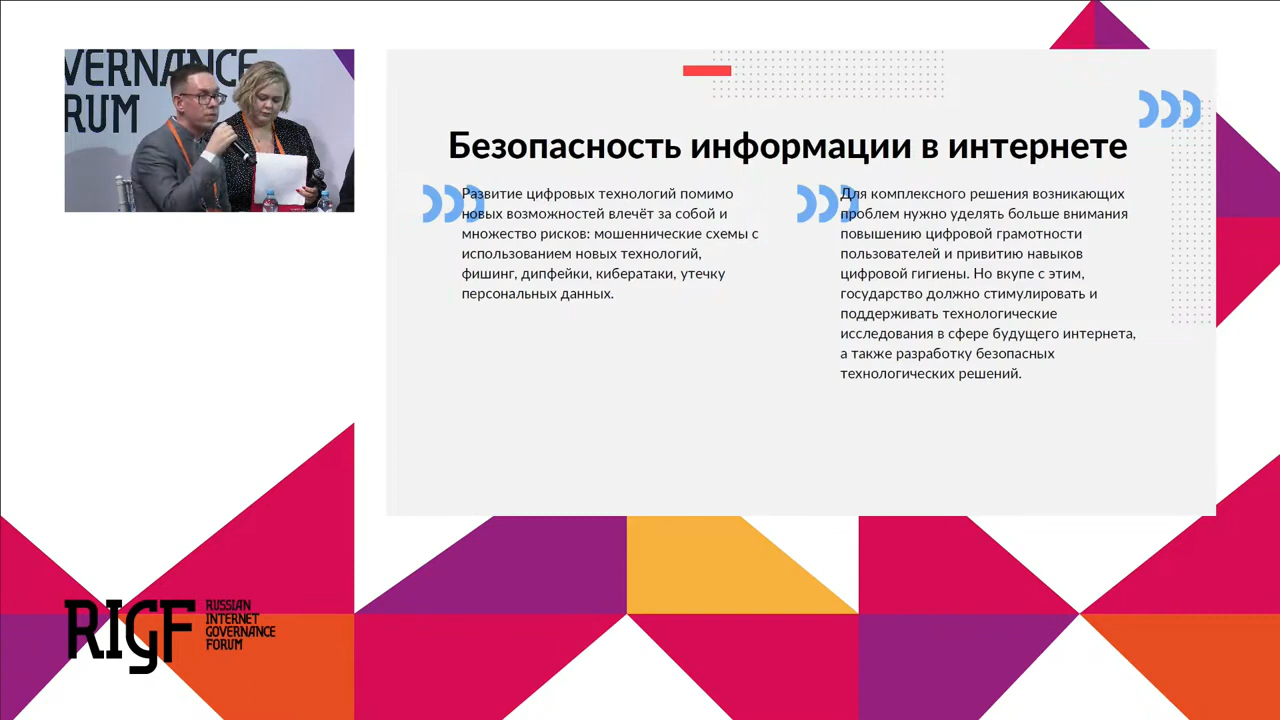 VERNANCE
RUM
Безопасность информации в интернете
Развитие цифровых технологий помимо
новых возможностей влечёт за собой и
множество рисков: мошеннические схемы с
использованием новых технологий,
фишинг, дипфейки, кибератаки, утечку
персональных данных.
Для комплексного решения возникающих
проблем нужно уделять больше внимания
повышению цифровой грамотности
пользователей и привитию навыков
цифровой гигиены. Но вкупе с этим,
государство должно стимулировать и
поддерживать технологические
исследования в сфере будущего интернета,
а также разработку безопасных
технологических решений.
RIGF
RUSSIAN
INTERNET
GOVERNANCE
FORUM